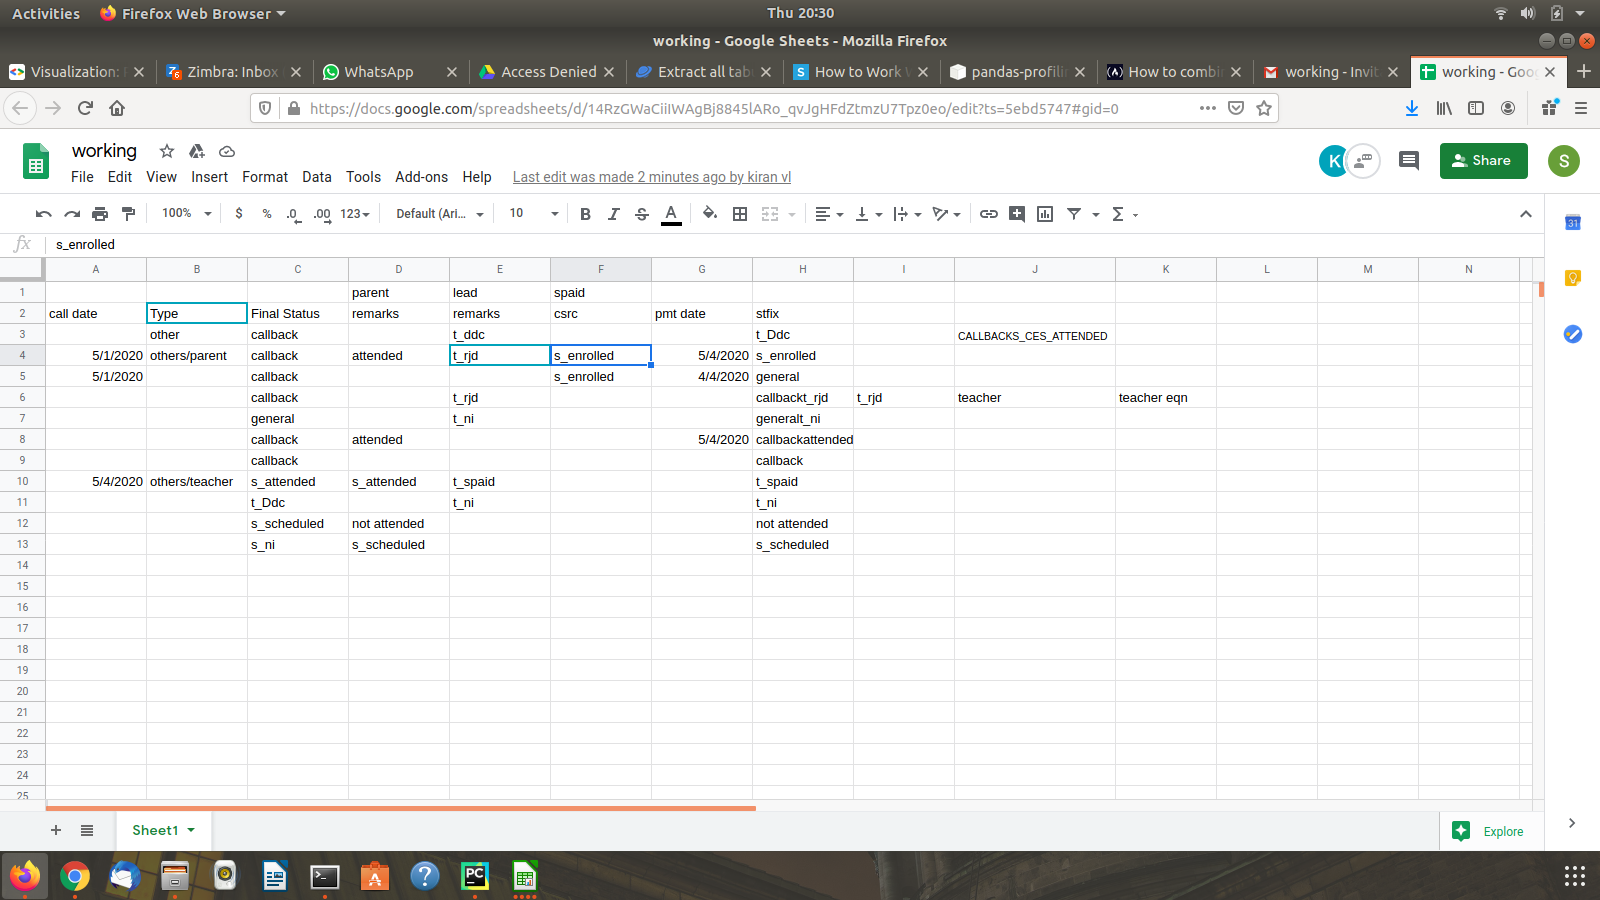 Activities Firefox Web Browser Thu 20:30
working - Google Sheets - Mozilla Firefox
Visualization: Zimbra: Inbox WhatsApp Access Denied Extract all tab How to Work pandas-profilin How to combi working - Invit working - Goog
https://docs.google.com/spreadsheets/d/14RzGWaCiiIWAgBj8845lARo_qvJgHFdZtmzU7Tpz0eo/edit?ts=5ebd5747#gid=0
working
K Share S
File Edit View Insert Format Data Tools Add-ons Help Last edit was made 2 minutes ago by kiran vl
100% $ % .0 .00 123 Default (Ari... 10 B I S A Σ
31
fx s_enrolled
A B C D E F G H I J K L M N
1 parent lead spaid
2 call date Type Final Status remarks remarks csrc pmt date stfix
3 other callback t_ddc t_Ddc CALLBACKS_CES_ATTENDED
4 5/1/2020 others/parent callback attended t_rjd s_enrolled 5/4/2020 s_enrolled
5 5/1/2020 callback s_enrolled 4/4/2020 general
6 callback t_rjd callbackt_rjd t_rjd teacher teacher eqn
7 general t_ni generalt_ni
8 callback attended 5/4/2020 callbackattended
9 callback callback
10 5/4/2020 others/teacher s_attended s_attended t_spaid t_spaid
11 t_Ddc t_ni t_ni
12 s_scheduled not attended not attended
13 s_ni s_scheduled s_scheduled
14
15
16
17
18
19
20
21
22
23
24
25
Sheet1 Explore
PC